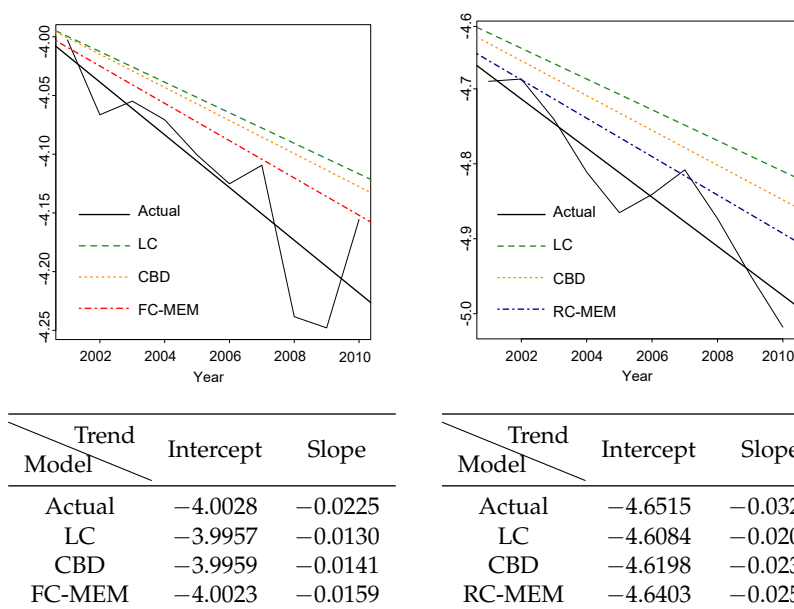 -4.00
-4.05
-4.10
-4.15
-4.20
-4.25
Actual
LC
CBD
FC-MEM
2002 2004 2006 2008 2010
Year
-4.6
-4.7
-4.8
-4.9
-5.0
Actual
LC
CBD
RC-MEM
2002 2004 2006 2008 2010
Year
Trend
Model Intercept Slope
Actual −4.0028 −0.0225
LC −3.9957 −0.0130
CBD −3.9959 −0.0141
FC-MEM −4.0023 −0.0159
Trend
Model Intercept
Actual −4.6515
LC −4.6084
CBD −4.6198
RC-MEM −4.6403